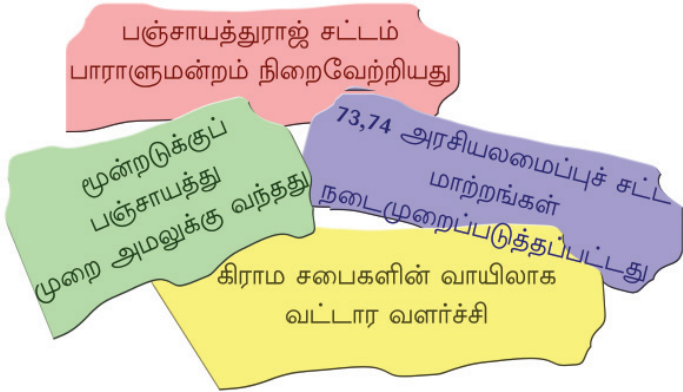 பஞ்சாயத்துராஜ் சட்டம்
பாராளுமன்றம் நிறைவேற்றியது
மூன்றடுக்குப்
பஞ்சாயத்து
முறை அமலுக்கு வந்தது
73,74 அரசியலமைப்புச் சட்ட
மாற்றங்கள்
நடைமுறைப்படுத்தப்பட்டது
கிராம சபைகளின் வாயிலாக
வட்டார வளர்ச்சி